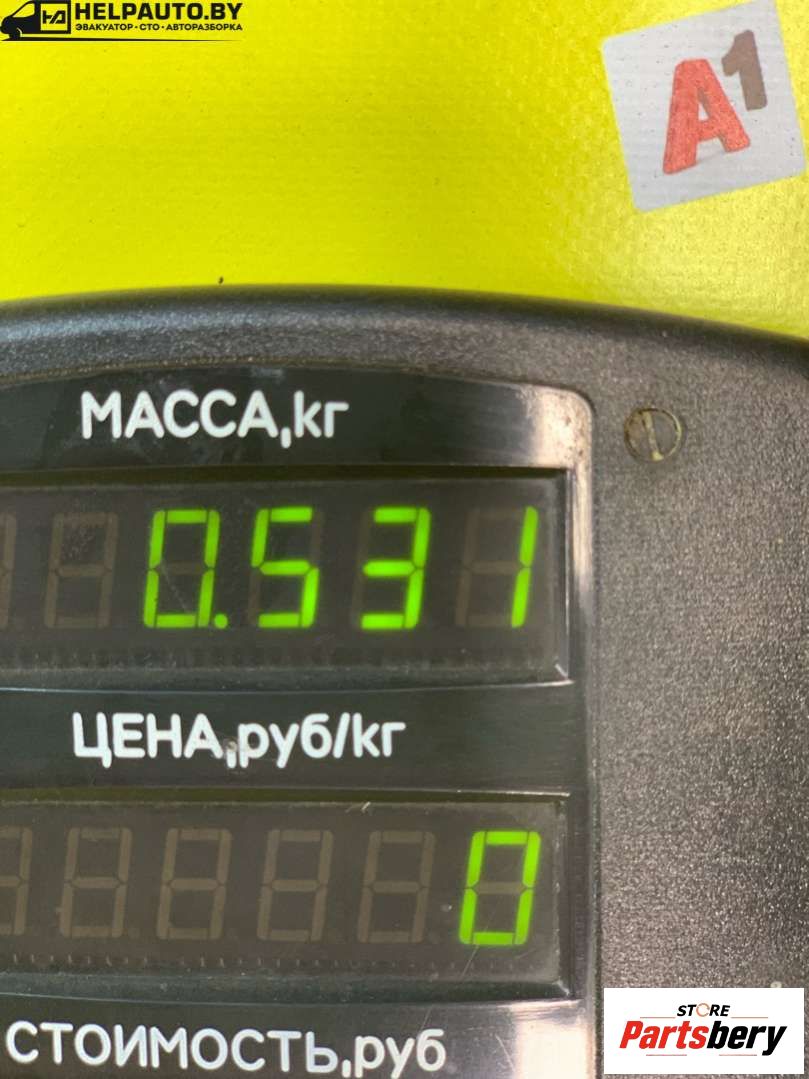 HELPAUTO.BY
ЭВАКУАТОР • СТО • АВТОРАЗБОРКА
A1
МАССА,кг
0.531
ЦЕНА,руб/кг
0
СТОИМОСТЬ,руб
STORE
Partsbery